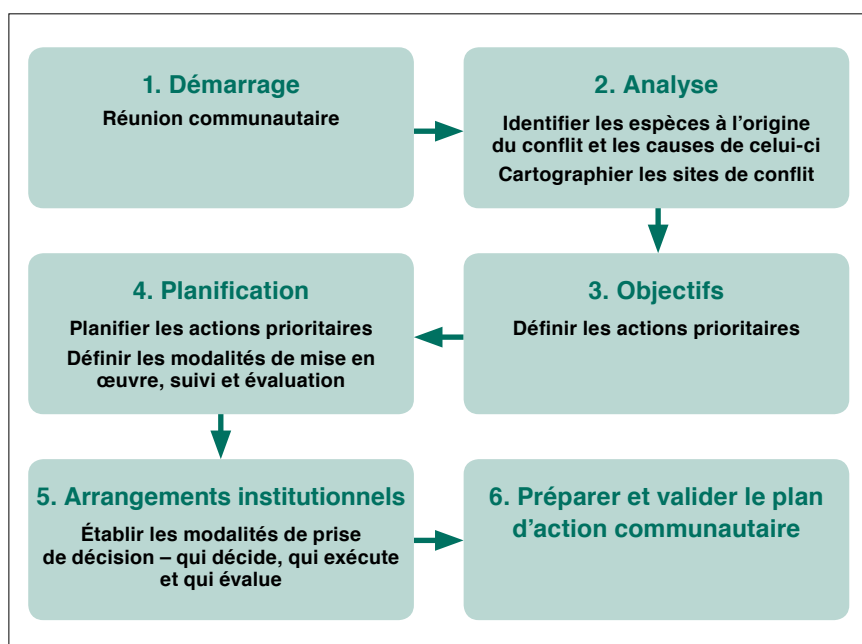 1. Démarrage
Réunion communautaire
2. Analyse
Identifier les espèces à l'origine
du conflit et les causes de celui-ci
Cartographier les sites de conflit
3. Objectifs
Définir les actions prioritaires
4. Planification
Planifier les actions prioritaires
Définir les modalités de mise en
œuvre, suivi et évaluation
5. Arrangements institutionnels
Établir les modalités de prise
de décision – qui décide, qui exécute
et qui évalue
6. Préparer et valider le plan
d'action communautaire